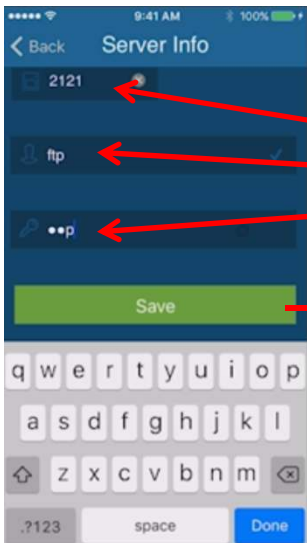 9:41 AM 100%
Back Server Info
2121
ftp
••p
Save
q w e r t y u i o p
a s d f g h j k l
z x c v b n m
.?123 space Done